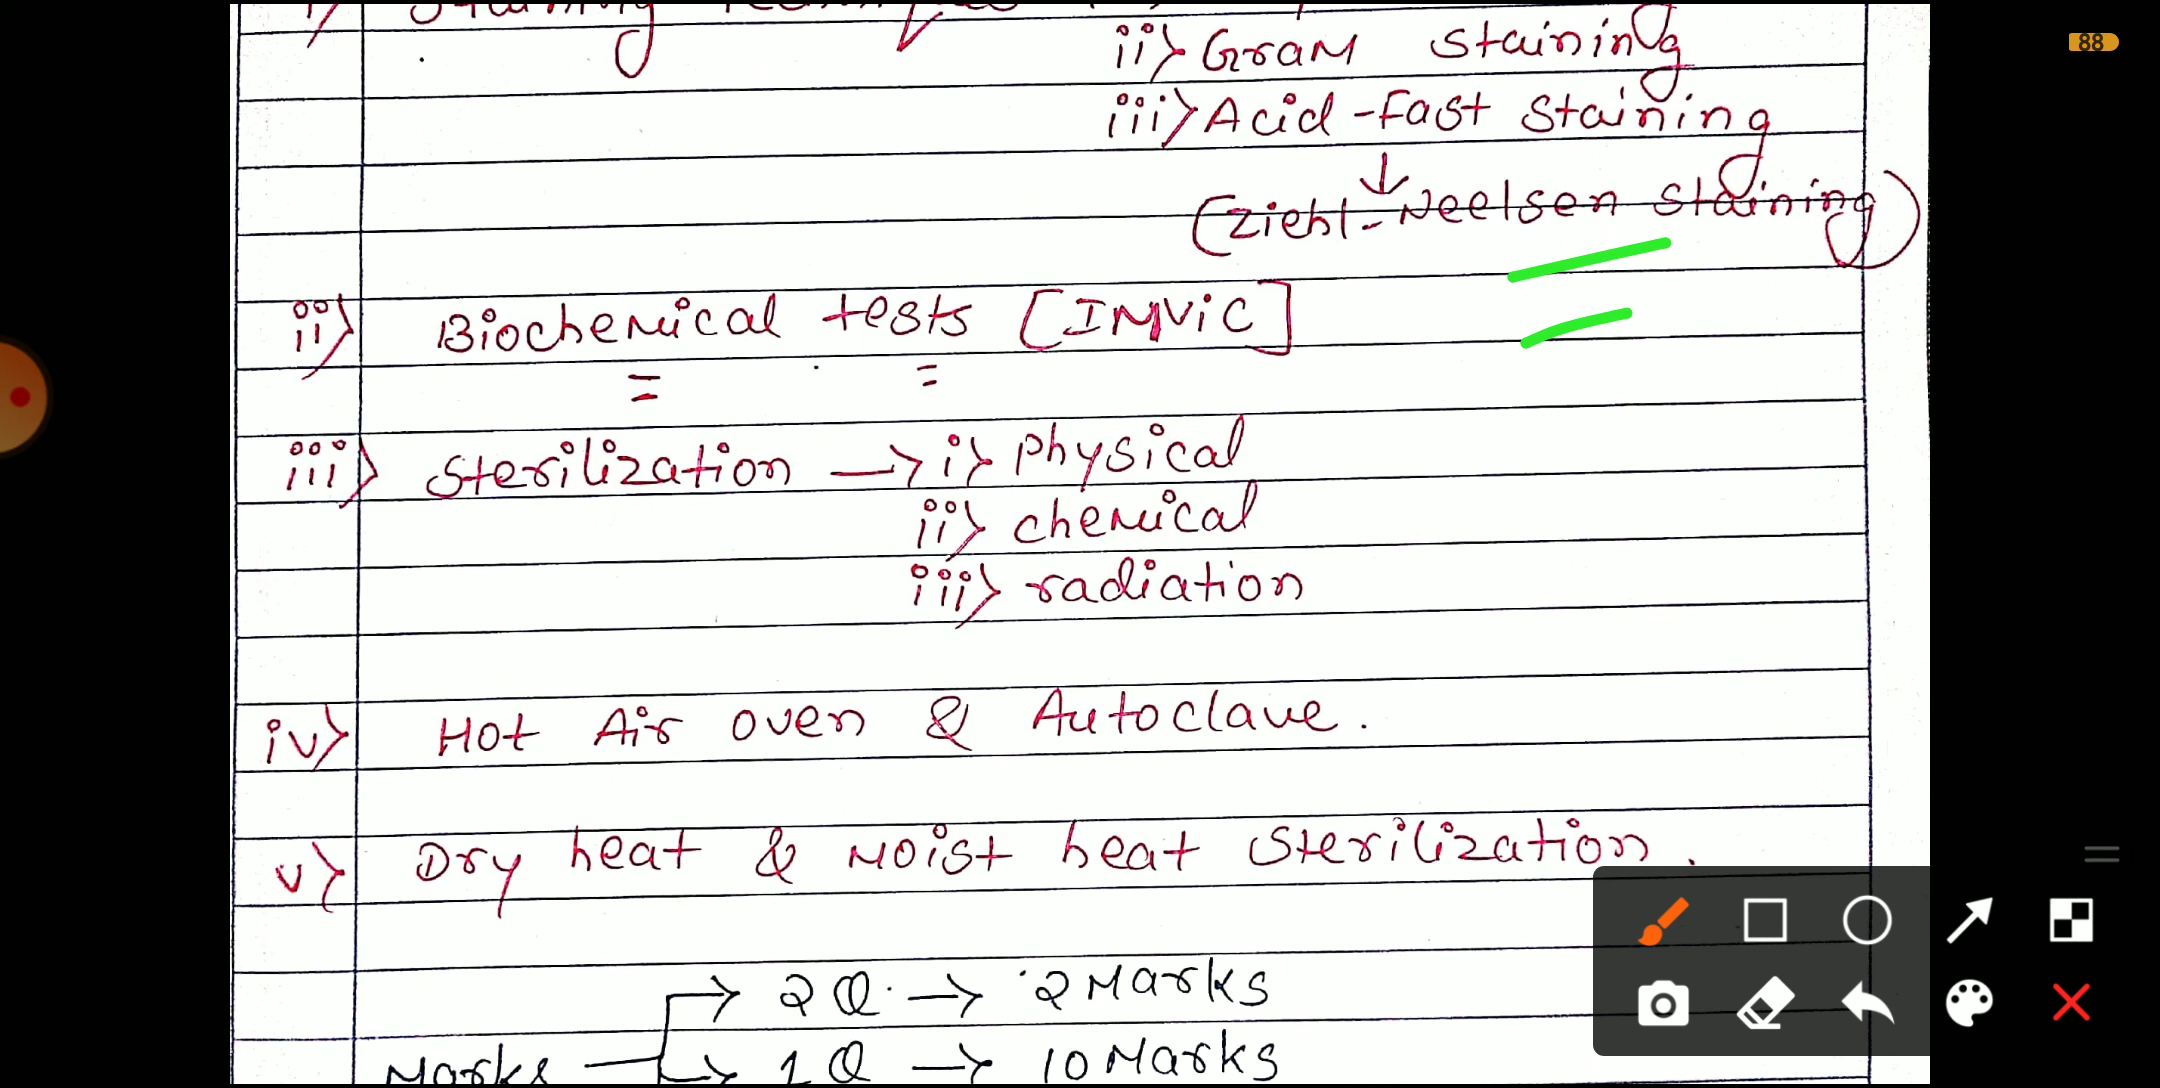 i) Staining
ii) Gram staining
iii) Acid-Fast staining
↓
(Ziehl-Neelsen staining)
ii) Biochemical tests [IMViC]
iii) sterilization → i) physical
ii) chemical
iii) radiation
iv) Hot Air oven & Autoclave.
v) Dry heat & Moist heat sterilization.
→ 2Q. → 2 Marks
Marks → 1Q → 10 Marks
88